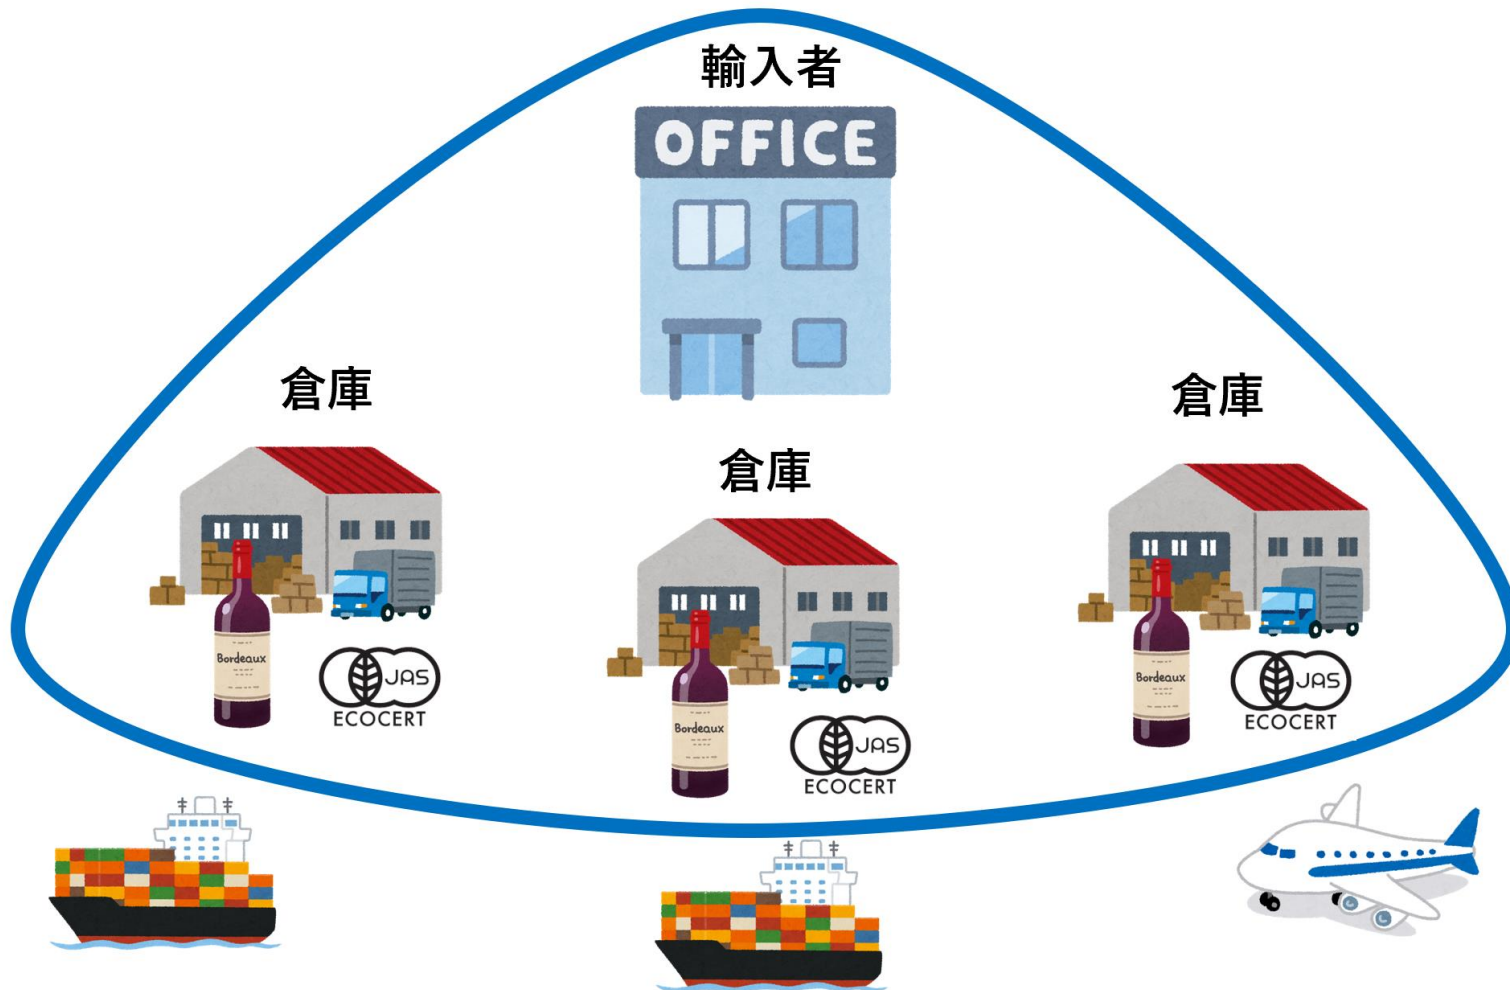 輸入者
OFFICE
倉庫
倉庫
倉庫
Bordeaux
JAS
ECOCERT
Bordeaux
JAS
ECOCERT
Bordeaux
JAS
ECOCERT